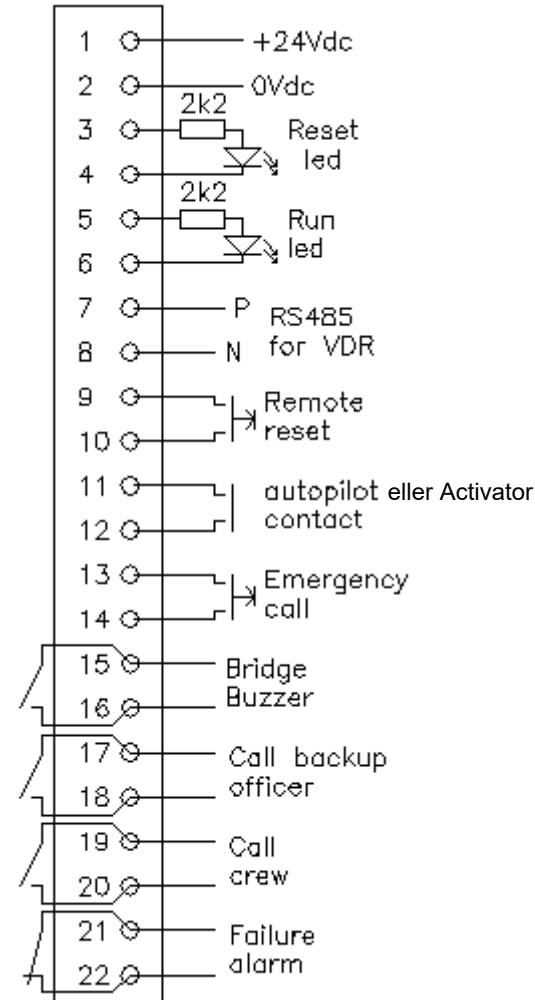 1 +24Vdc
2 0Vdc
2k2
3 Reset
led
4
2k2
5 Run
led
6
7 P RS485
8 N for VDR
9 Remote
10 reset
11 autopilot eller Activator
12 contact
13 Emergency
14 call
15 Bridge
16 Buzzer
17 Call backup
18 officer
19 Call
20 crew
21 Failure
22 alarm